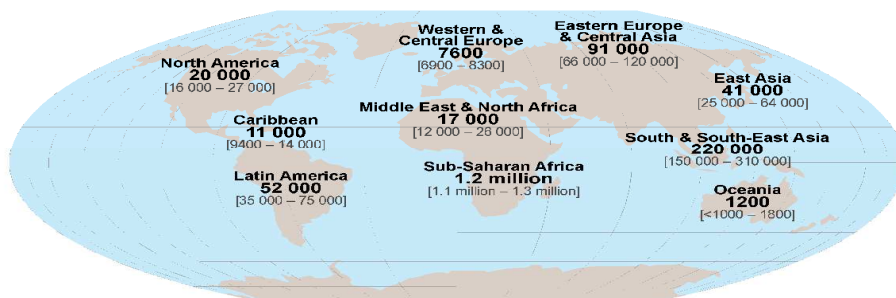 Western &
Central Europe
7600
[6900 – 8300]
Eastern Europe
& Central Asia
91 000
[66 000 – 120 000]
North America
20 000
[16 000 – 27 000]
East Asia
41 000
[25 000 – 64 000]
Middle East & North Africa
17 000
[12 000 – 26 000]
Caribbean
11 000
[9400 – 14 000]
South & South-East Asia
220 000
[150 000 – 310 000]
Sub-Saharan Africa
1.2 million
[1.1 million – 1.3 million]
Latin America
52 000
[35 000 – 75 000]
Oceania
1200
[<1000 – 1800]